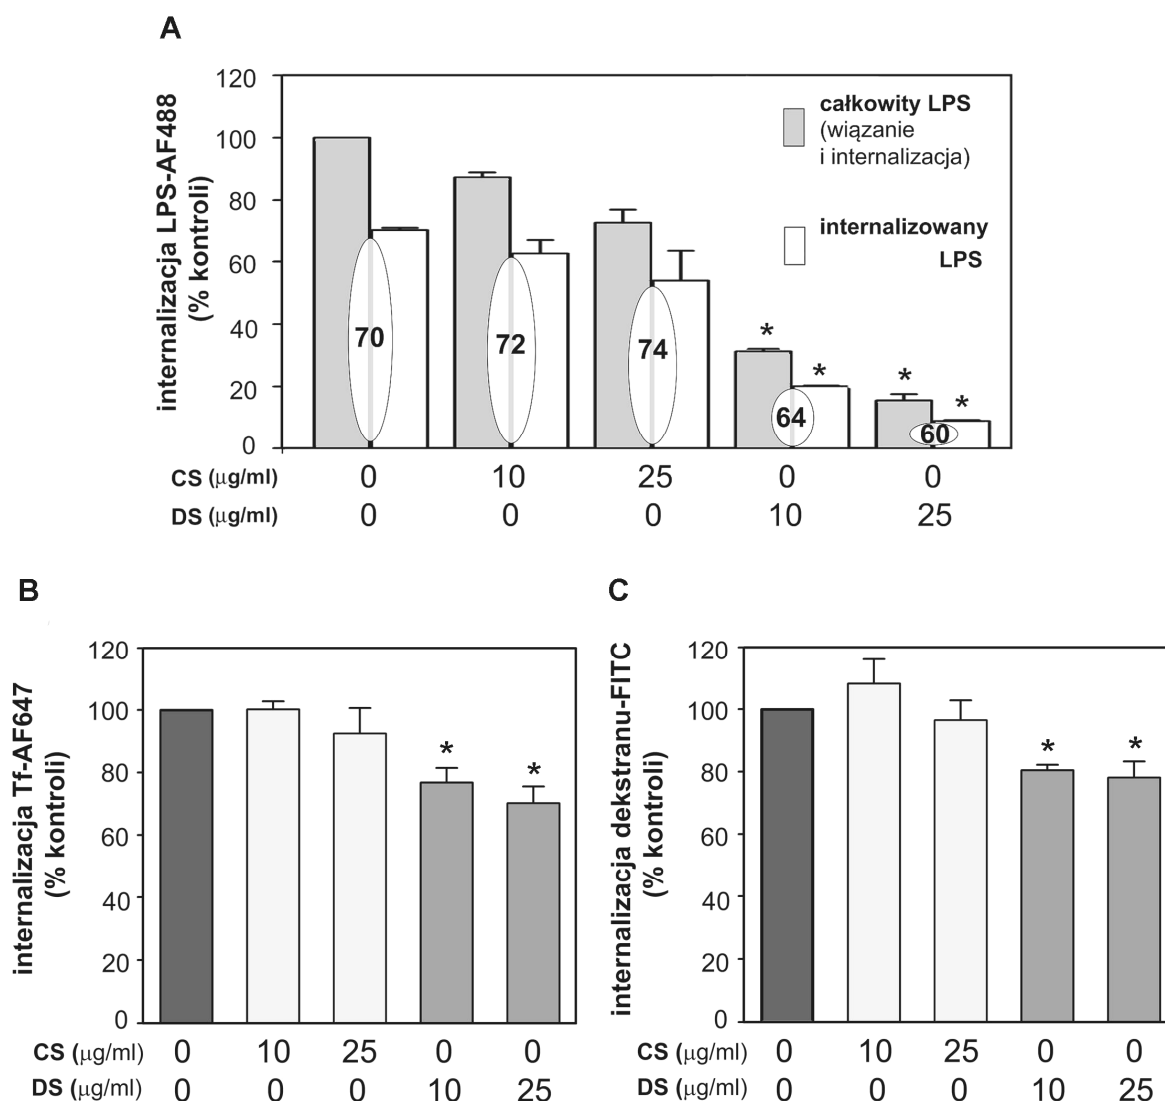 A
internalizacja LPS-AF488
(% kontroli)
120
100
80
60
40
20
0
całkowity LPS
(wiązanie
i internalizacja)
internalizowany
LPS
70
72
74
*
*
64
*
*
60
CS (μg/ml) 0 10 25 0 0
DS (μg/ml) 0 0 0 10 25
B
internalizacja Tf-AF647
(% kontroli)
120
100
80
60
40
20
0
*
*
CS (μg/ml) 0 10 25 0 0
DS (μg/ml) 0 0 0 10 25
C
internalizacja dekstranu-FITC
(% kontroli)
120
100
80
60
40
20
0
*
*
CS (μg/ml) 0 10 25 0 0
DS (μg/ml) 0 0 0 10 25